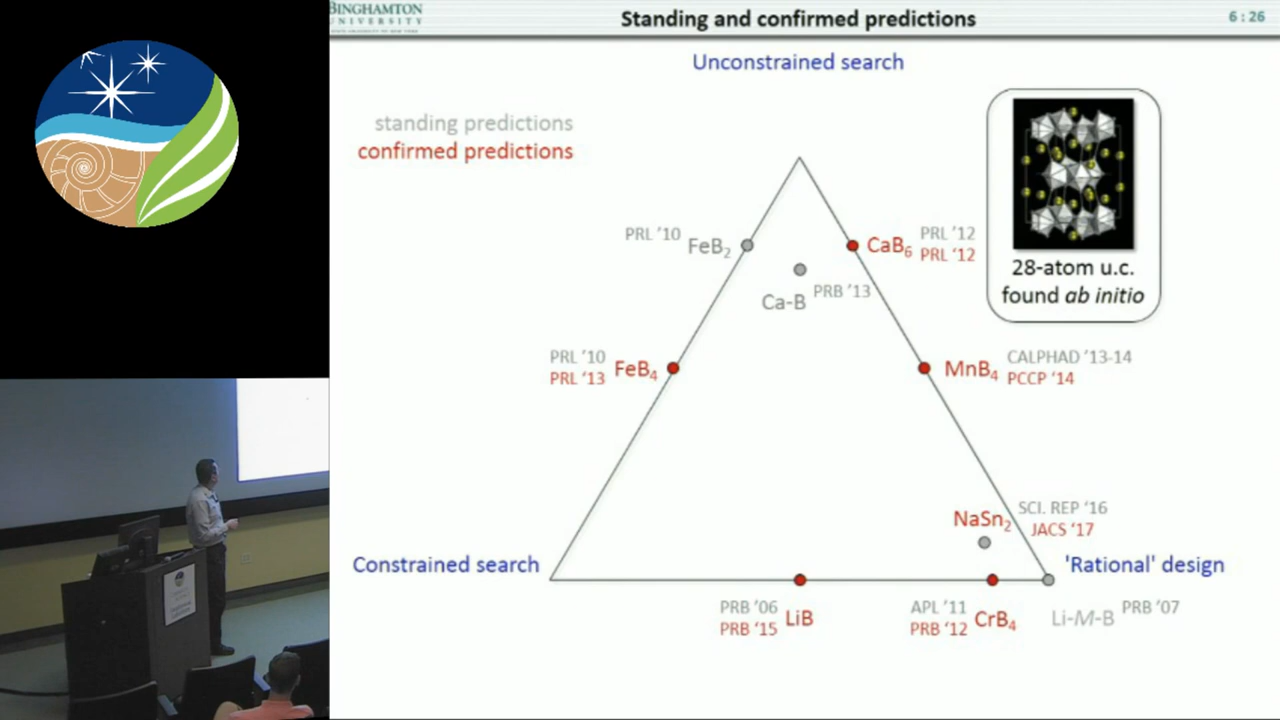 BINGHAMTON
UNIVERSITY
Standing and confirmed predictions
6 : 26
Unconstrained search
standing predictions
confirmed predictions
28-atom u.c.
found ab initio
PRL '10 FeB2
CaB6 PRL '12
PRL '12
Ca-B PRB '13
PRL '10
PRL '13 FeB4
MnB4 CALPHAD '13-14
PCCP '14
NaSn2 SCI. REP '16
JACS '17
Constrained search
'Rational' design
PRB '06
PRB '15 LiB
APL '11
PRB '12 CrB4
Li-M-B PRB '07